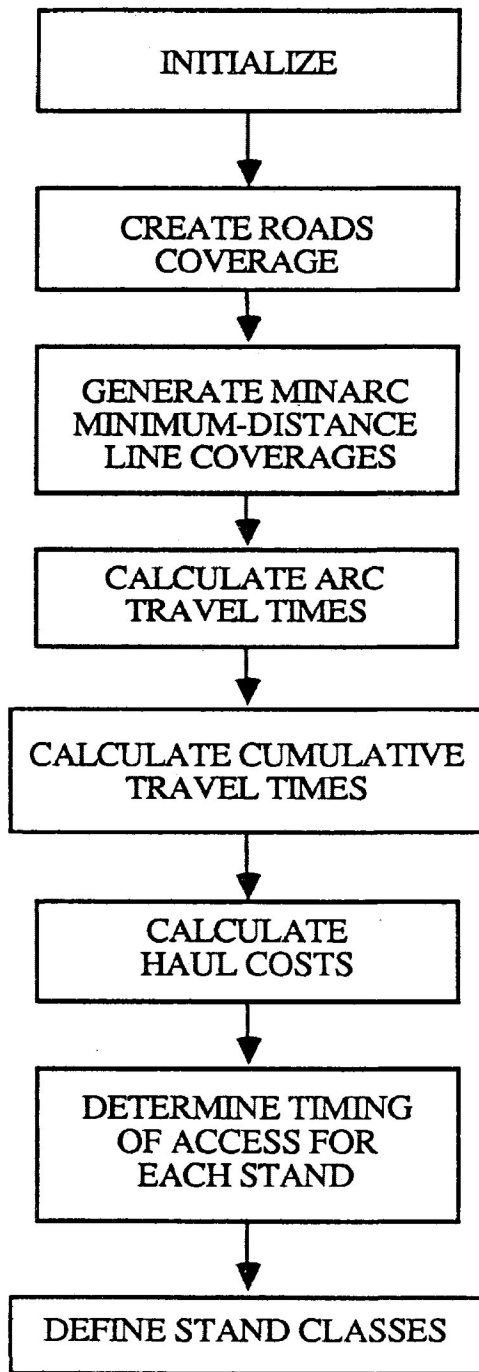 INITIALIZE
CREATE ROADS
COVERAGE
GENERATE MINARC
MINIMUM-DISTANCE
LINE COVERAGES
CALCULATE ARC
TRAVEL TIMES
CALCULATE CUMULATIVE
TRAVEL TIMES
CALCULATE
HAUL COSTS
DETERMINE TIMING
OF ACCESS FOR
EACH STAND
DEFINE STAND CLASSES